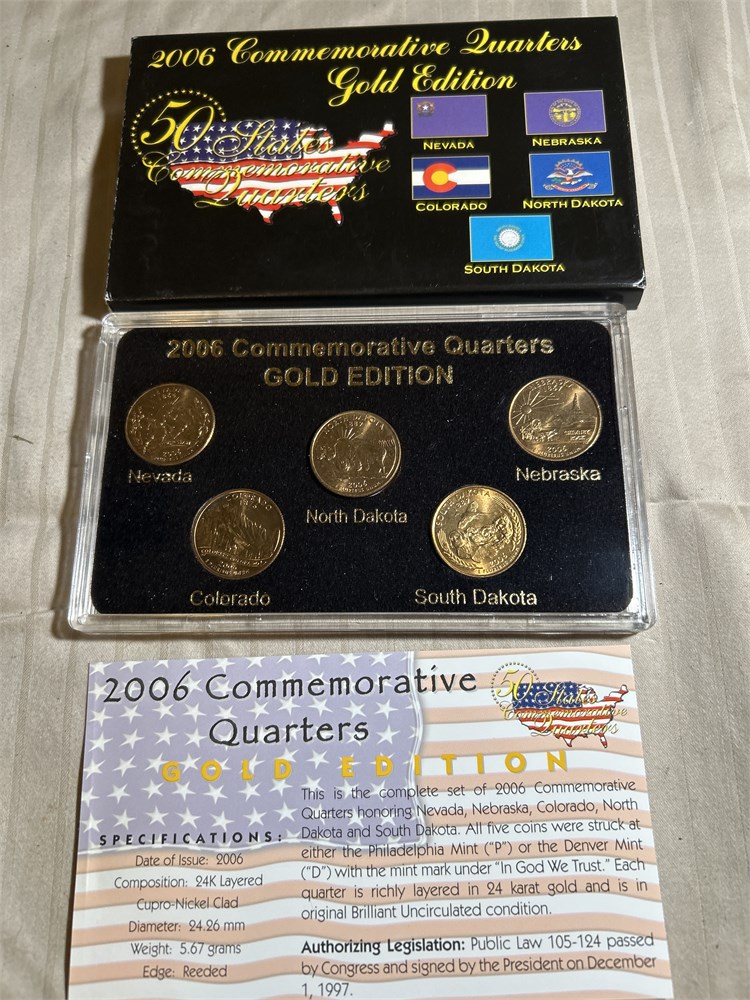 2006 Commemorative Quarters
Gold Edition
50 States
Commemorative
Quarters
NEVADA
NEBRASKA
COLORADO
NORTH DAKOTA
SOUTH DAKOTA
2006 Commemorative Quarters
GOLD EDITION
Nevada
North Dakota
Nebraska
Colorado
South Dakota
NORTH DAKOTA
2006
NEBRASKA
1867
2006
COLORADO
2006 Commemorative
Quarters
GOLD EDITION
50 States
Commemorative
Quarters
SPECIFICATIONS:
Date of Issue: 2006
Composition: 24K Layered
Cupro-Nickel Clad
Diameter: 24.26 mm
Weight: 5.67 grams
Edge: Reeded
This is the complete set of 2006 Commemorative
Quarters honoring Nevada, Nebraska, Colorado, North
Dakota and South Dakota. All five coins were struck at
either the Philadelphia Mint ("P") or the Denver Mint
("D") with the mint mark under "In God We Trust." Each
quarter is richly layered in 24 karat gold and is in
original Brilliant Uncirculated condition.
Authorizing Legislation: Public Law 105-124 passed
by Congress and signed by the President on December
1, 1997.